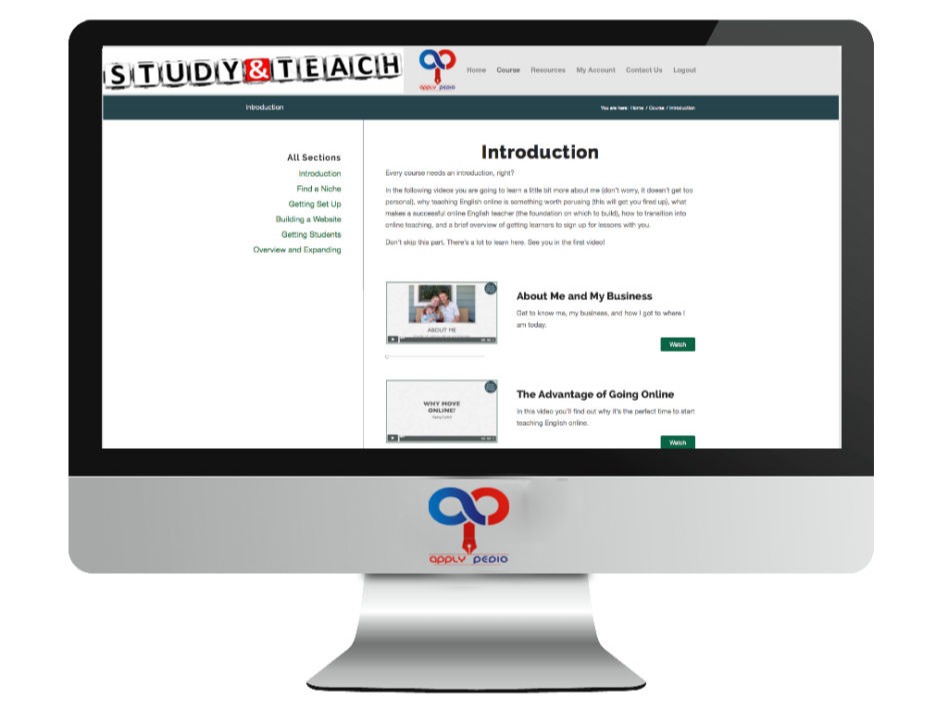 STUDY&TEACH
APPLY PEDIO
Home Course Resources My Account Contact Us Logout
Introduction
You are here: Home / Course / Introduction
All Sections
Introduction
Find a Niche
Getting Set Up
Building a Website
Getting Students
Overview and Expanding
Introduction
Every course needs an introduction, right?
In the following videos you are going to learn a little bit more about me (don't worry, it doesn't get too
personal), why teaching English online is something worth perusing (this will get you fired up), what
makes a successful online English teacher (the foundation on which to build), how to transition into
online teaching, and a brief overview of getting learners to sign up for lessons with you.
Don't skip this part. There's a lot to learn here. See you in the first video!
ABOUT ME
About Me and My Business
Get to know me, my business, and how I got to where I
am today.
Watch
WHY MOVE
ONLINE?
The Advantage of Going Online
In this video you'll find out why it's the perfect time to start
teaching English online.
Watch
APPLY PEDIO